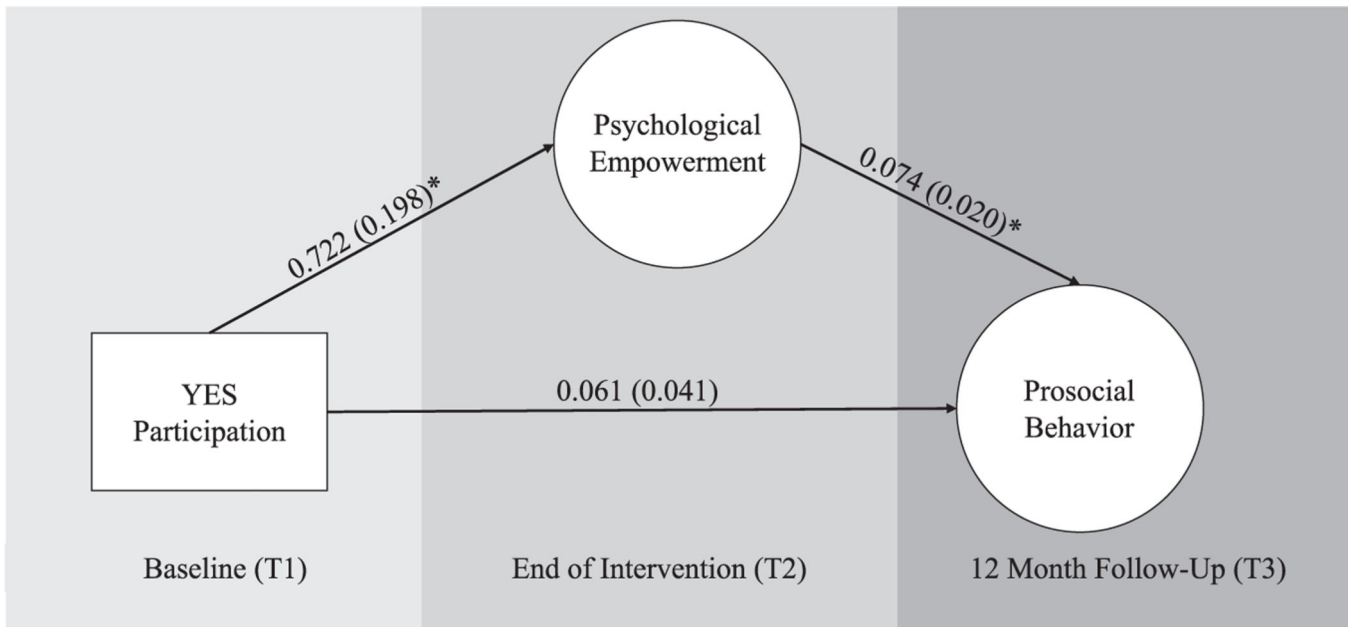 Psychological
Empowerment
0.722 (0.198)*
0.074 (0.020)*
YES
Participation
0.061 (0.041)
Prosocial
Behavior
Baseline (T1)
End of Intervention (T2)
12 Month Follow-Up (T3)